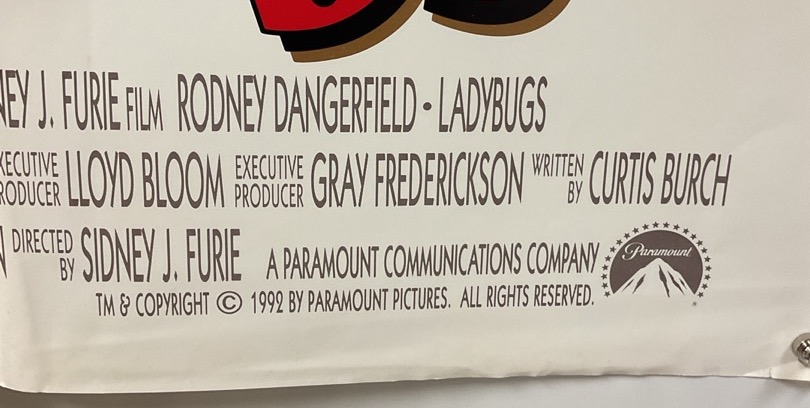 NEY J. FURIE FILM RODNEY DANGERFIELD • LADYBUGS
EXECUTIVE PRODUCER LLOYD BLOOM EXECUTIVE PRODUCER GRAY FREDERICKSON WRITTEN BY CURTIS BURCH
DIRECTED BY SIDNEY J. FURIE A PARAMOUNT COMMUNICATIONS COMPANY Paramount
TM & COPYRIGHT © 1992 BY PARAMOUNT PICTURES. ALL RIGHTS RESERVED.